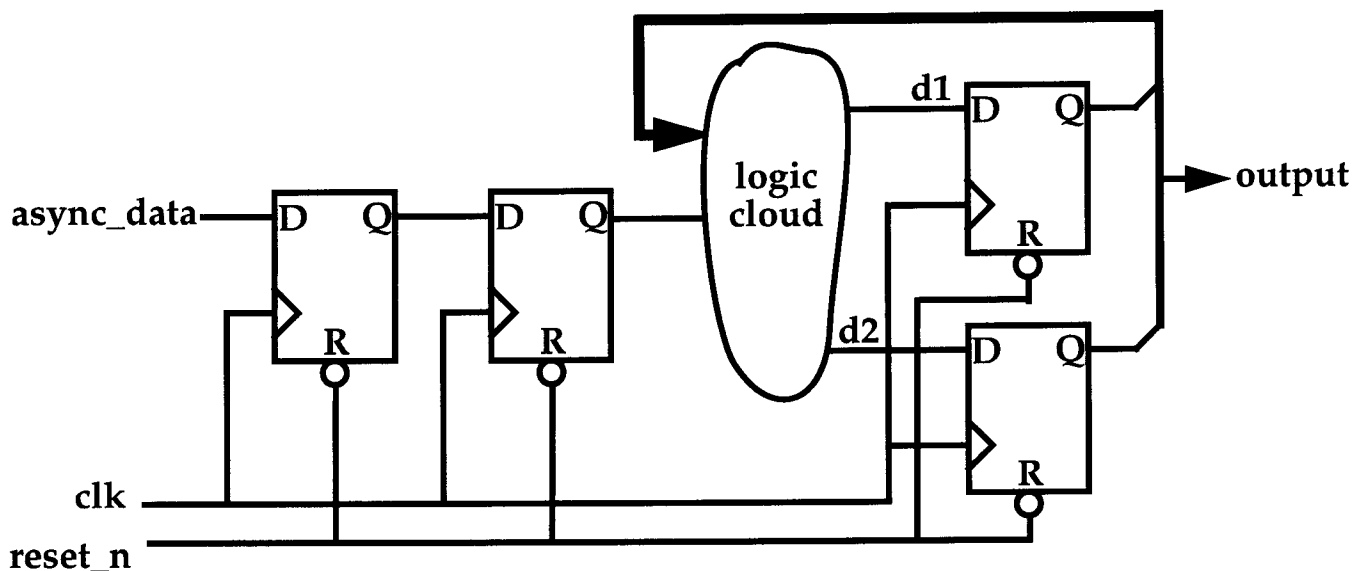 d1
D Q
logic
cloud
output
async_data
D Q
D Q
R
d2
R
R
D Q
R
clk
reset_n